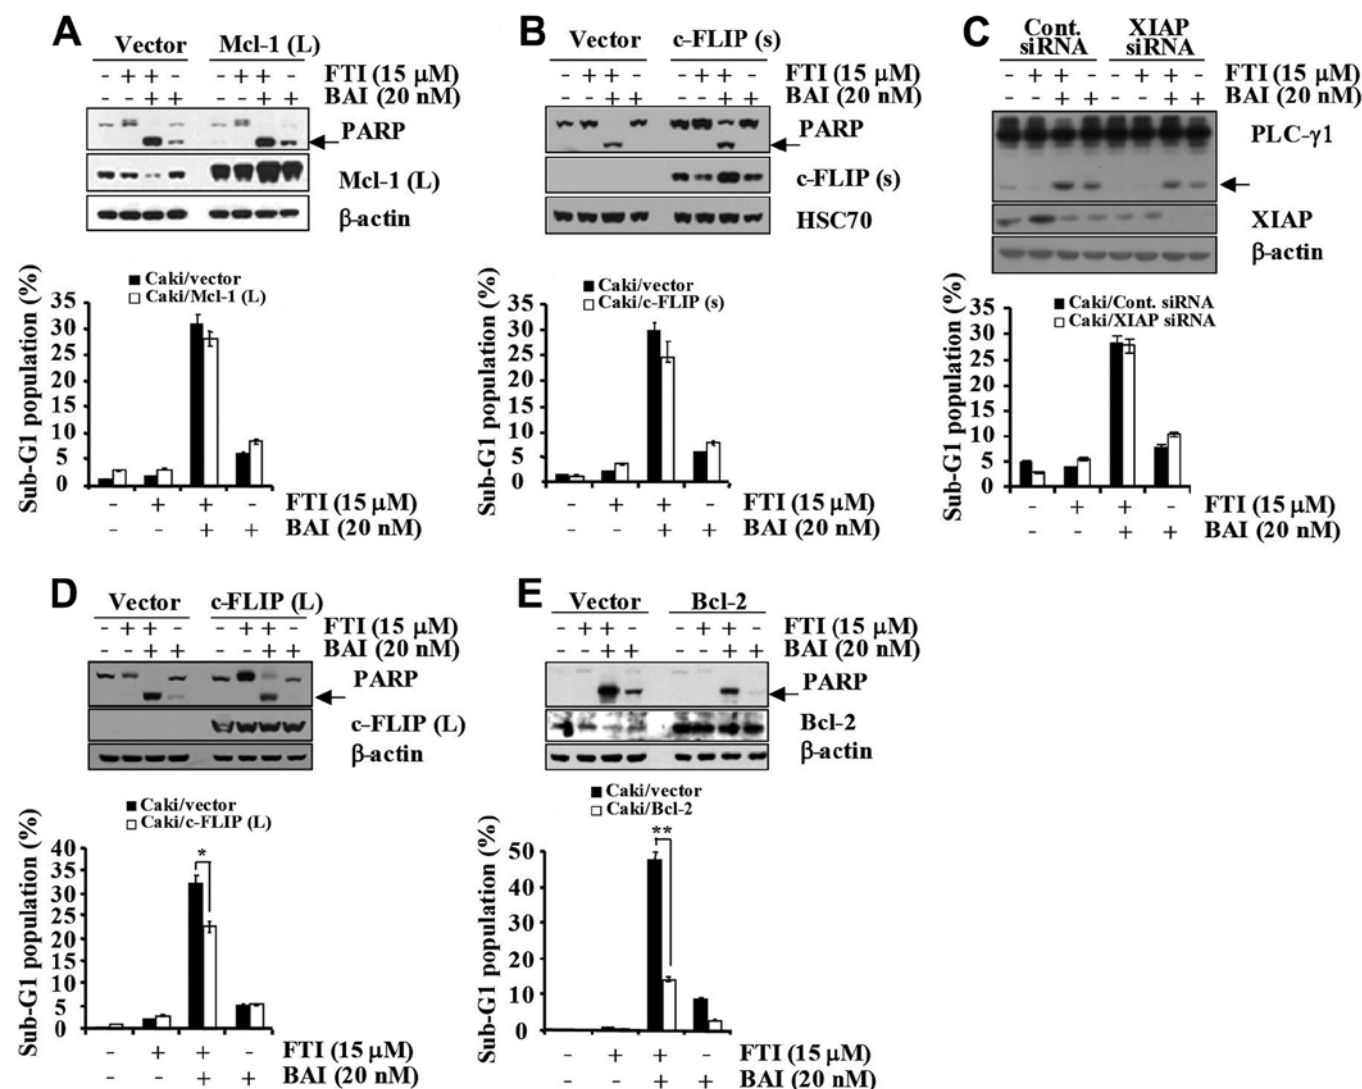 A
Vector Mcl-1 (L)
- + + - - + + - FTI (15 µM)
- - + + - - + + BAI (20 nM)
PARP
Mcl-1 (L)
β-actin
Sub-G1 population (%)
■ Caki/vector
□ Caki/Mcl-1 (L)
35
30
25
20
15
10
5
0
- + + - FTI (15 µM)
- - + + BAI (20 nM)
B
Vector c-FLIP (s)
- + + - - + + - FTI (15 µM)
- - + + - - + + BAI (20 nM)
PARP
c-FLIP (s)
HSC70
Sub-G1 population (%)
■ Caki/vector
□ Caki/c-FLIP (s)
35
30
25
20
15
10
5
0
- + + - FTI (15 µM)
- - + + BAI (20 nM)
C
Cont. siRNA XIAP siRNA
- + + - - + + - FTI (15 µM)
- - + + - - + + BAI (20 nM)
PLC-γ1
XIAP
β-actin
Sub-G1 population (%)
■ Caki/Cont. siRNA
□ Caki/XIAP siRNA
35
30
25
20
15
10
5
0
- + + - FTI (15 µM)
- - + + BAI (20 nM)
D
Vector c-FLIP (L)
- + + - - + + - FTI (15 µM)
- - + + - - + + BAI (20 nM)
PARP
c-FLIP (L)
β-actin
Sub-G1 population (%)
■ Caki/vector
□ Caki/c-FLIP (L)
*
40
35
30
25
20
15
10
5
0
- + + - FTI (15 µM)
- - + + BAI (20 nM)
E
Vector Bcl-2
- + + - - + + - FTI (15 µM)
- - + + - - + + BAI (20 nM)
PARP
Bcl-2
β-actin
Sub-G1 population (%)
■ Caki/vector
□ Caki/Bcl-2
**
50
40
30
20
10
0
- + + - FTI (15 µM)
- - + + BAI (20 nM)